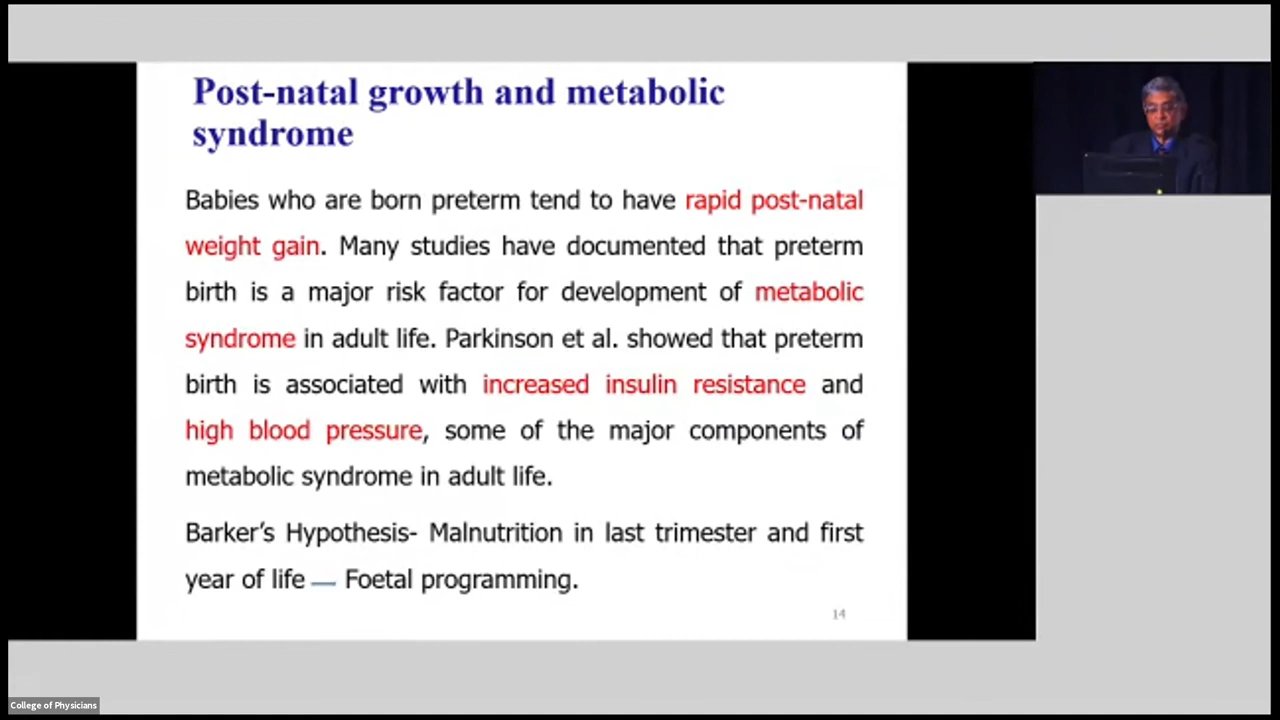 Post-natal growth and metabolic
syndrome
Babies who are born preterm tend to have rapid post-natal
weight gain. Many studies have documented that preterm
birth is a major risk factor for development of metabolic
syndrome in adult life. Parkinson et al. showed that preterm
birth is associated with increased insulin resistance and
high blood pressure, some of the major components of
metabolic syndrome in adult life.
Barker's Hypothesis- Malnutrition in last trimester and first
year of life — Foetal programming.
14
College of Physicians